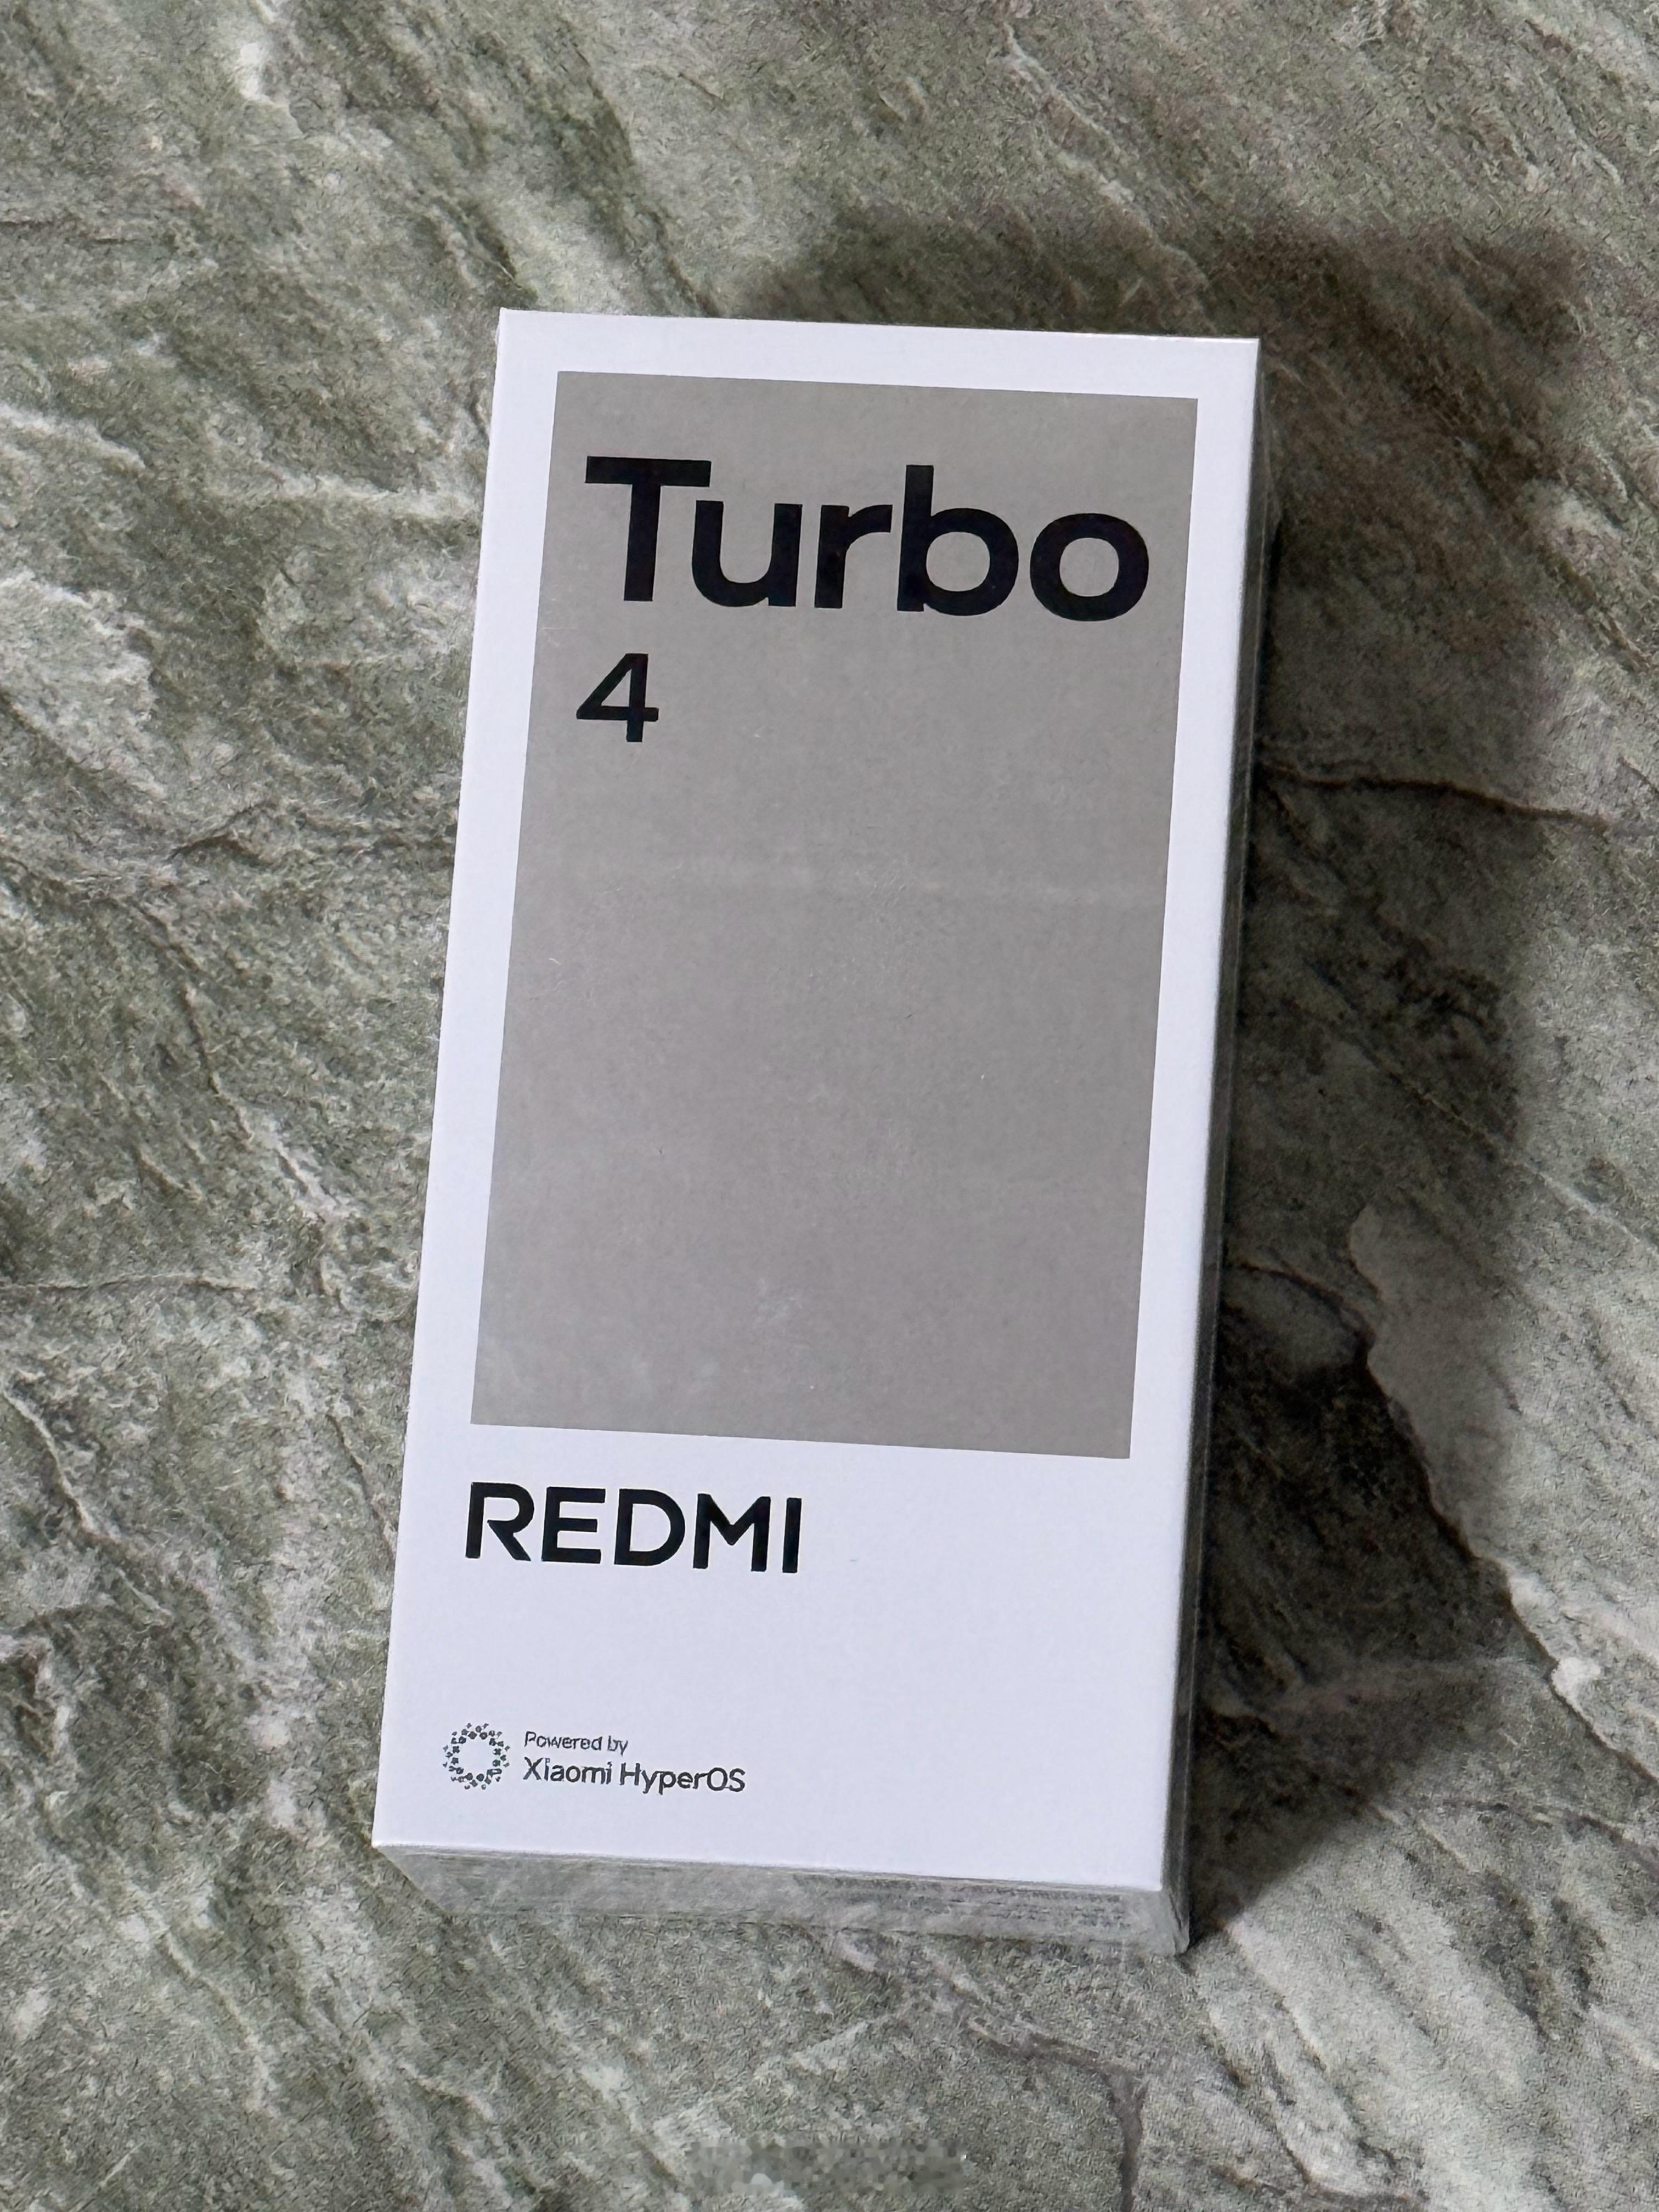 Turbo
4
REDMI
Powered by
Xiaomi HyperOS